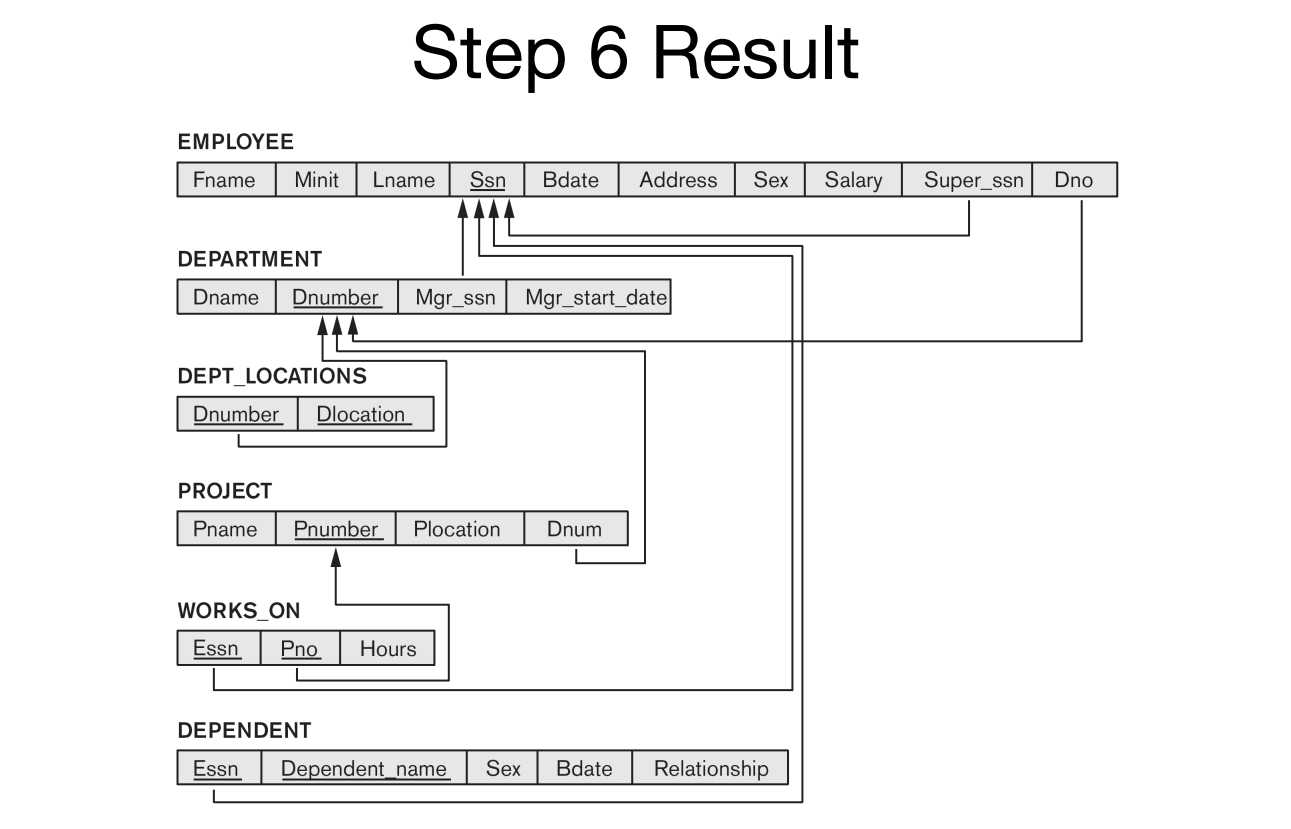 Step 6 Result
EMPLOYEE
Fname Minit Lname Ssn Bdate Address Sex Salary Super_ssn Dno
DEPARTMENT
Dname Dnumber Mgr_ssn Mgr_start_date
DEPT_LOCATIONS
Dnumber Dlocation
PROJECT
Pname Pnumber Plocation Dnum
WORKS_ON
Essn Pno Hours
DEPENDENT
Essn Dependent_name Sex Bdate Relationship